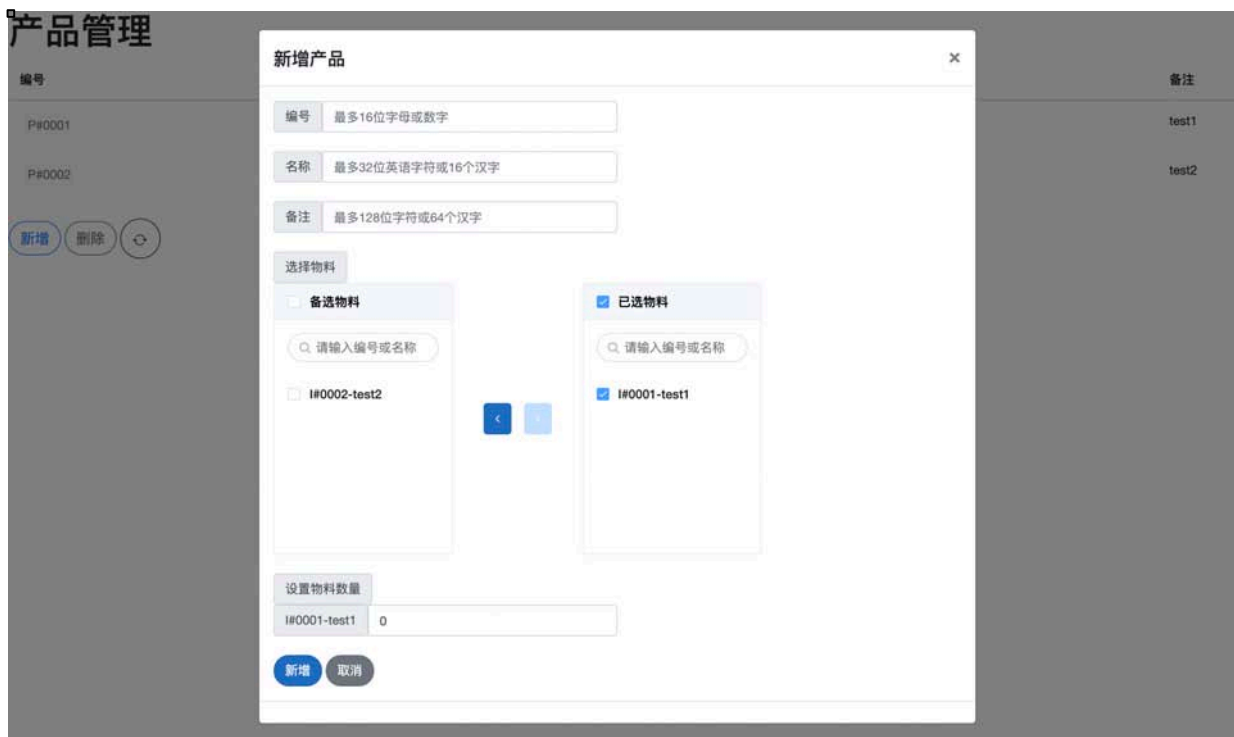 产品管理
新增产品 ×
编号 备注
编号 最多16位字母或数字
P#0001 test1
名称 最多32位英语字符或16个汉字
P#0002 test2
备注 最多128位字符或64个汉字
新增 删除
选择物料
备选物料 已选物料
请输入编号或名称 请输入编号或名称
I#0002-test2 I#0001-test1
设置物料数量
I#0001-test1 0
新增 取消